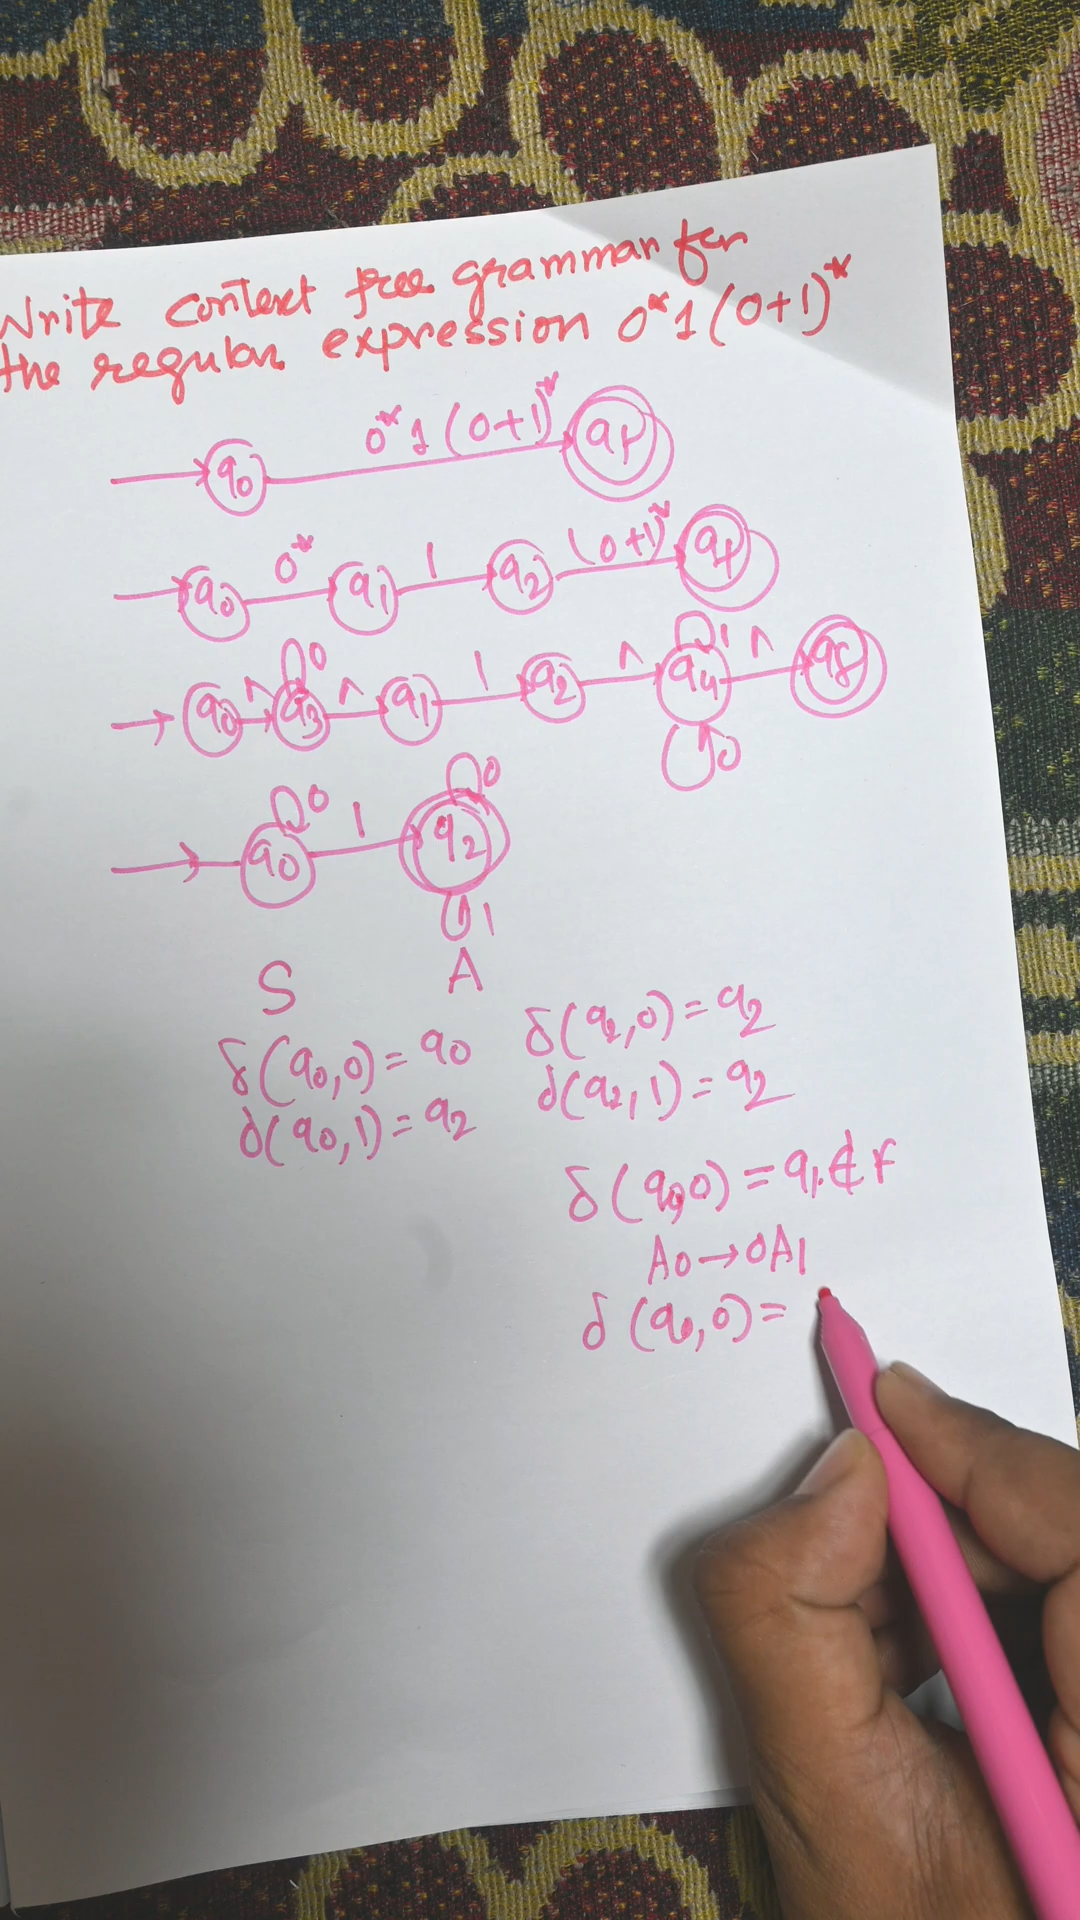 Write context free grammar for
the regular expression 0*1(0+1)*
0*1(0+1)*
q0 qf
0* 1 (0+1)*
q0 q1 q2 qf
0 1
^ ^ 1 ^ ^
q0 q3 q1 q2 q4 qf
0
0 1 0
q0 q2
1
S A
δ(q0,0)=q0 δ(q2,0)=q2
δ(q0,1)=q2 δ(q2,1)=q2
δ(q0,0)=q1∉F
A0→0A1
δ(q0,0)=